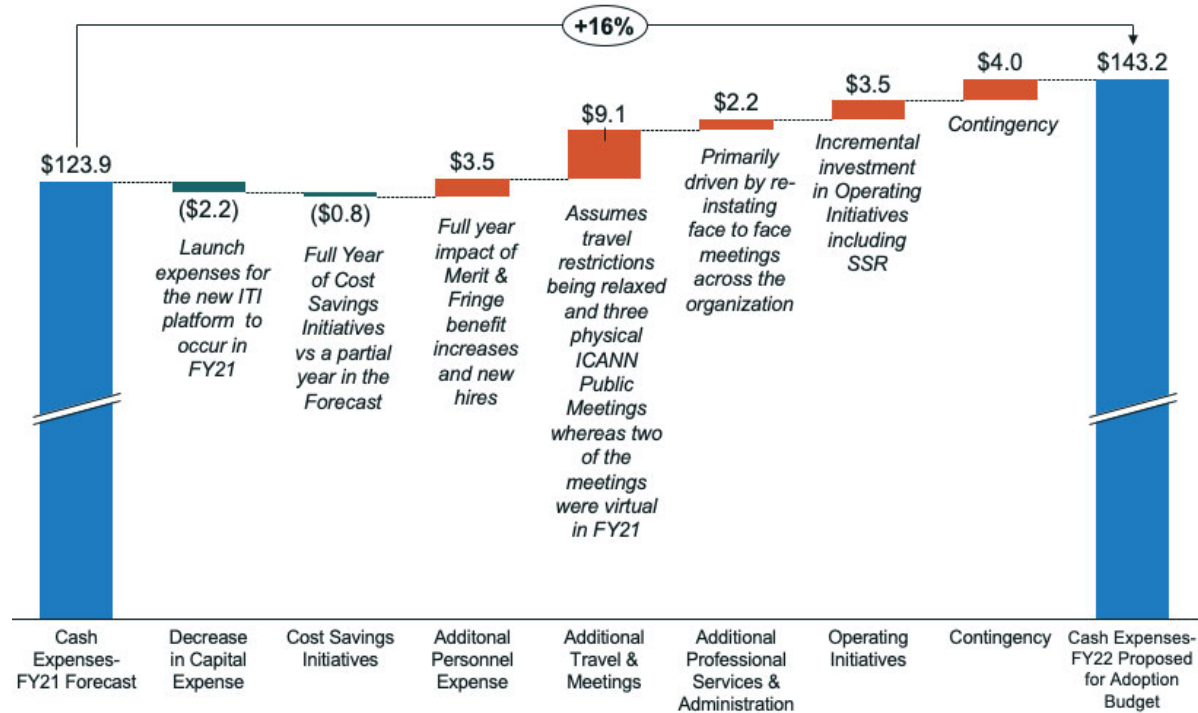 +16%
$123.9
($2.2)
Launch
expenses for
the new ITI
platform to
occur in
FY21
($0.8)
Full Year
of Cost
Savings
Initiatives
vs a partial
year in the
Forecast
$3.5
Full year
impact of
Merit &
Fringe
benefit
increases
and new
hires
$9.1
Assumes
travel
restrictions
being relaxed
and three
physical
ICANN
Public
Meetings
whereas two
of the
meetings
were virtual
in FY21
$2.2
Primarily
driven by re-
instating
face to face
meetings
across the
organization
$3.5
Incremental
investment
in Operating
Initiatives
including
SSR
$4.0
Contingency
$143.2
Cash
Expenses-
FY21 Forecast
Decrease
in Capital
Expense
Cost Savings
Initiatives
Additonal
Personnel
Expense
Additional
Travel &
Meetings
Additional
Professional
Services &
Administration
Operating
Initiatives
Contingency
Cash Expenses-
FY22 Proposed
for Adoption
Budget